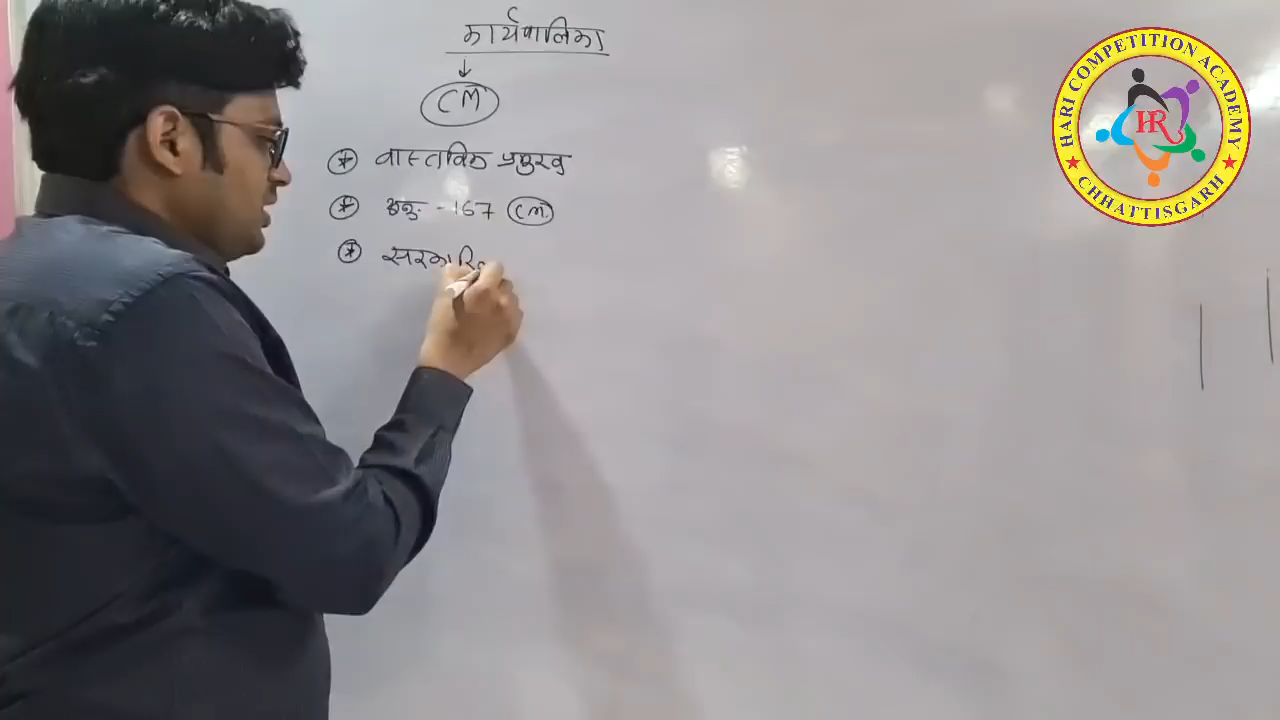 कार्यपालिका
CM
वास्तविक प्रमुख
अनु. - 167 CM
सरकारि
HARI COMPETITION ACADEMY
HR
CHHATTISGARH